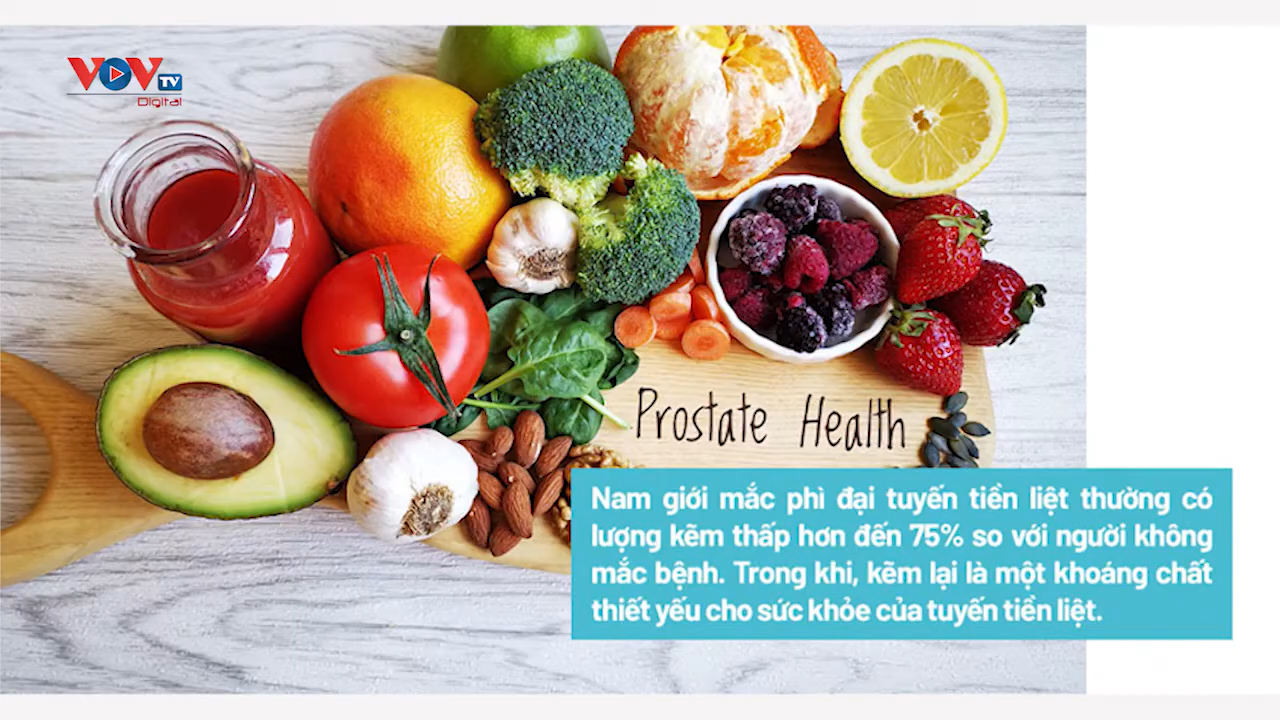 VOV TV
Digital
Prostate Health
Nam giới mắc phì đại tuyến tiền liệt thường có
lượng kẽm thấp hơn đến 75% so với người không
mắc bệnh. Trong khi, kẽm lại là một khoáng chất
thiết yếu cho sức khỏe của tuyến tiền liệt.